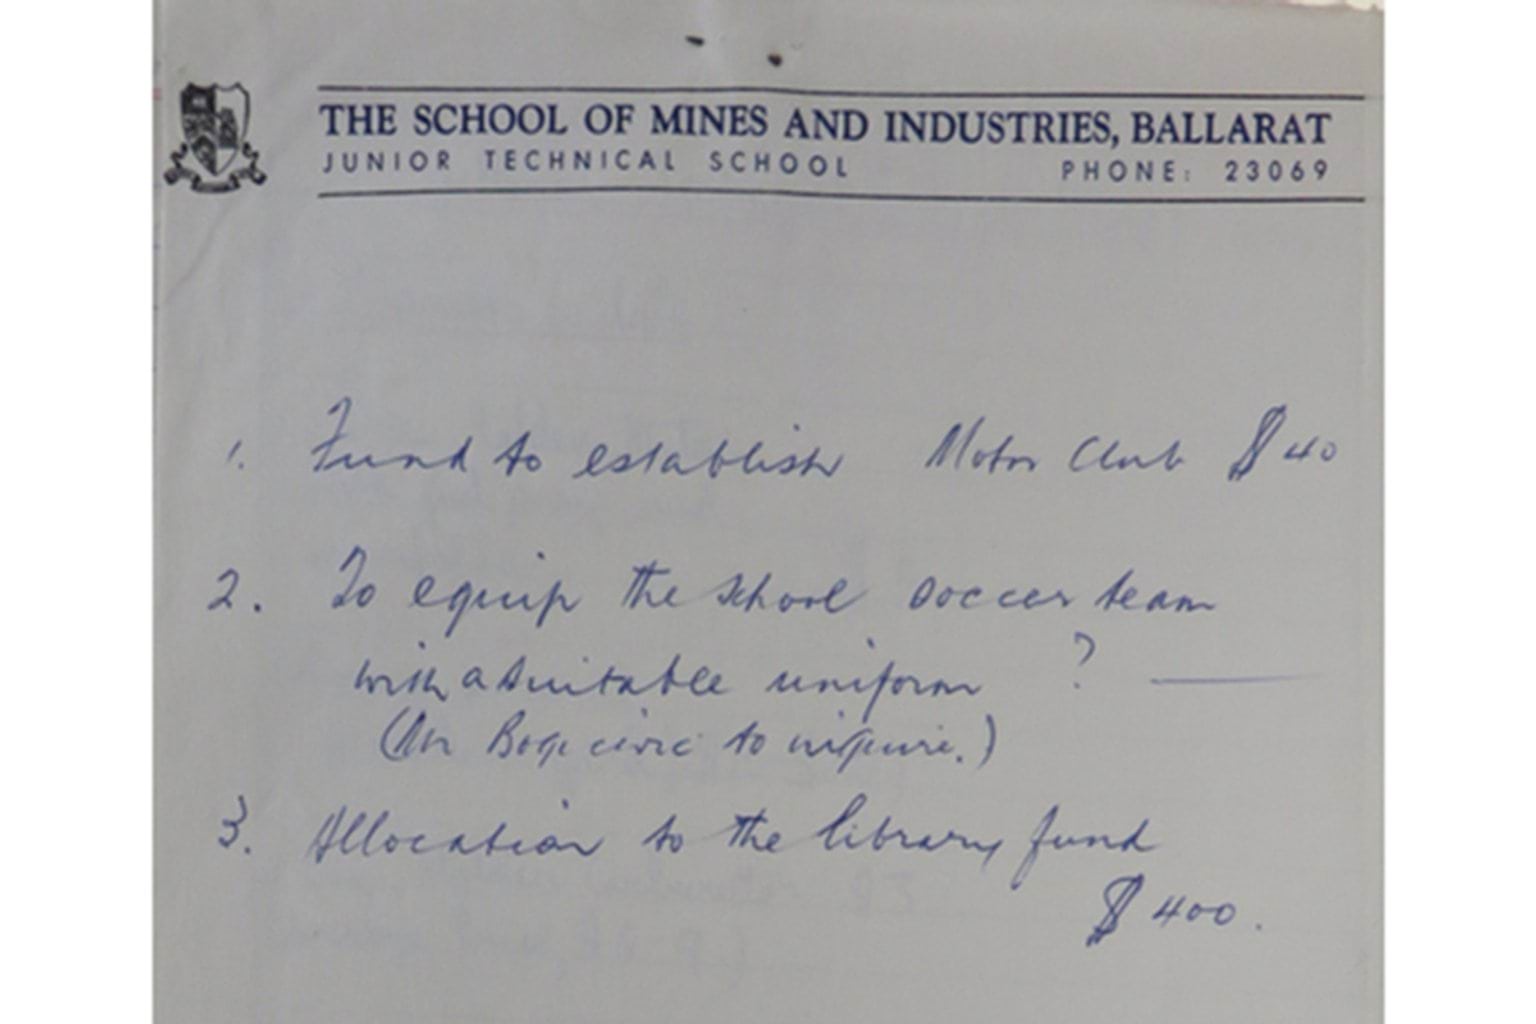 THE SCHOOL OF MINES AND INDUSTRIES, BALLARAT
JUNIOR TECHNICAL SCHOOL PHONE: 23069
1. Fund to establish Motor Club $40
2. To equip the school soccer team
with a suitable uniform ? —
( to inquire.)
3. Allocation to the library fund
$400.